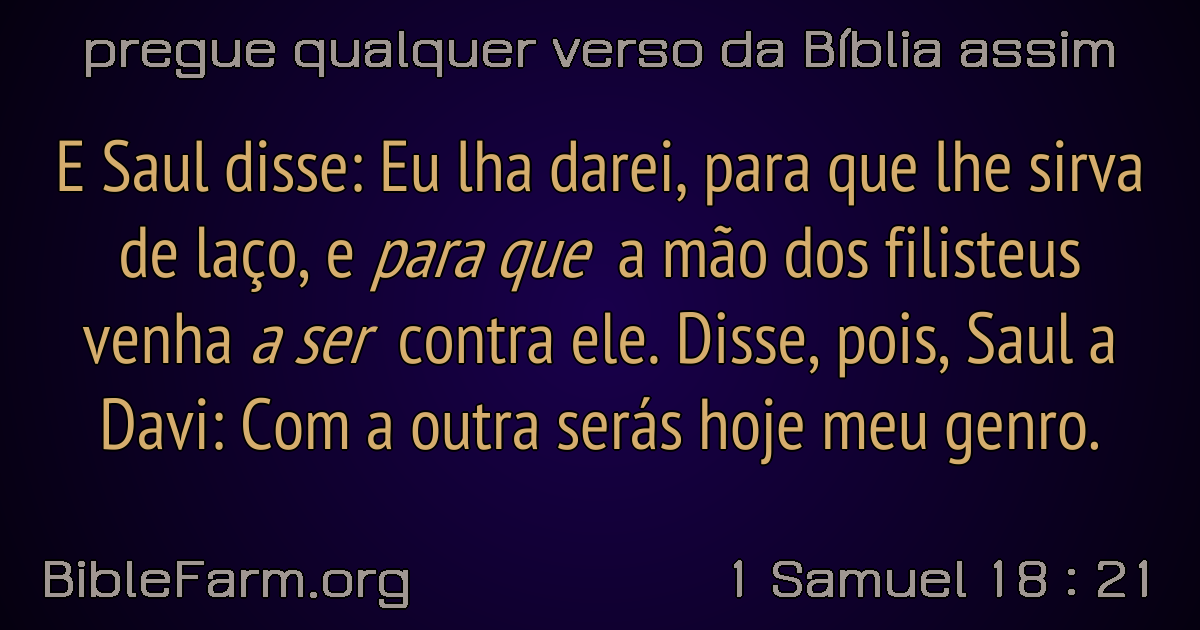 pregue qualquer verso da Bíblia assim
E Saul disse: Eu lha darei, para que lhe sirva
de laço, e para que a mão dos filisteus
venha a ser contra ele. Disse, pois, Saul a
Davi: Com a outra serás hoje meu genro.
BibleFarm.org 1 Samuel 18 : 21